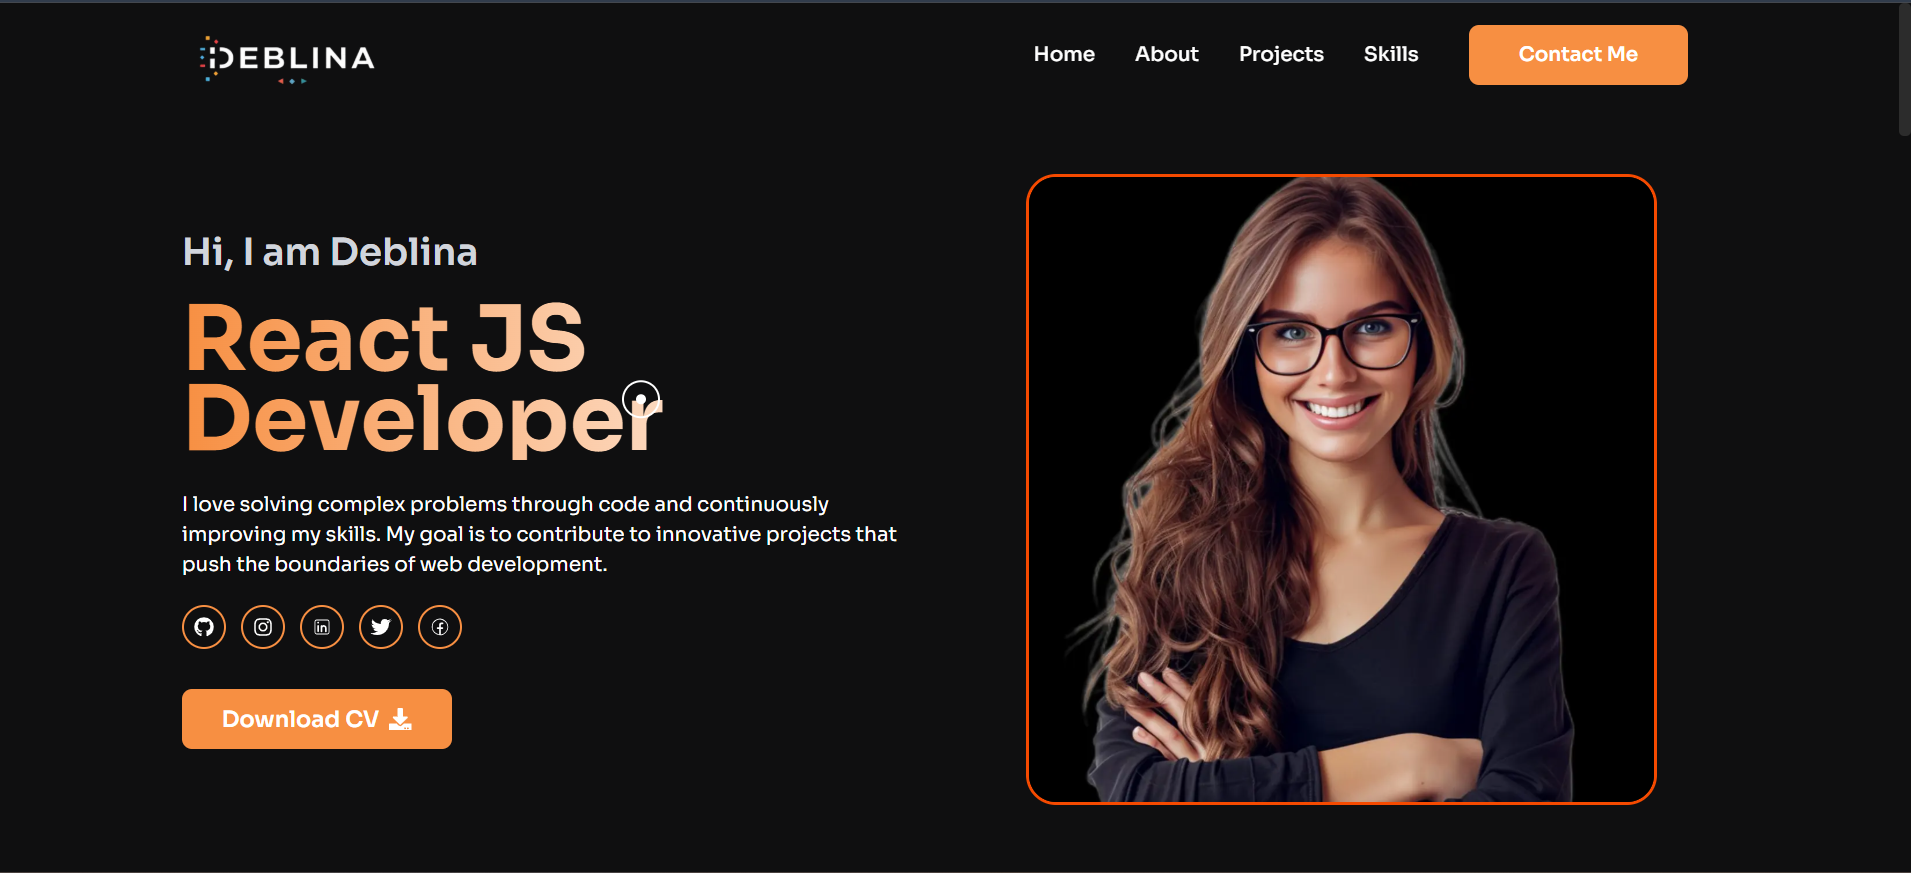 DEBLINA
Home About Projects Skills Contact Me
Hi, I am Deblina
React JS
Developer
I love solving complex problems through code and continuously
improving my skills. My goal is to contribute to innovative projects that
push the boundaries of web development.
Download CV